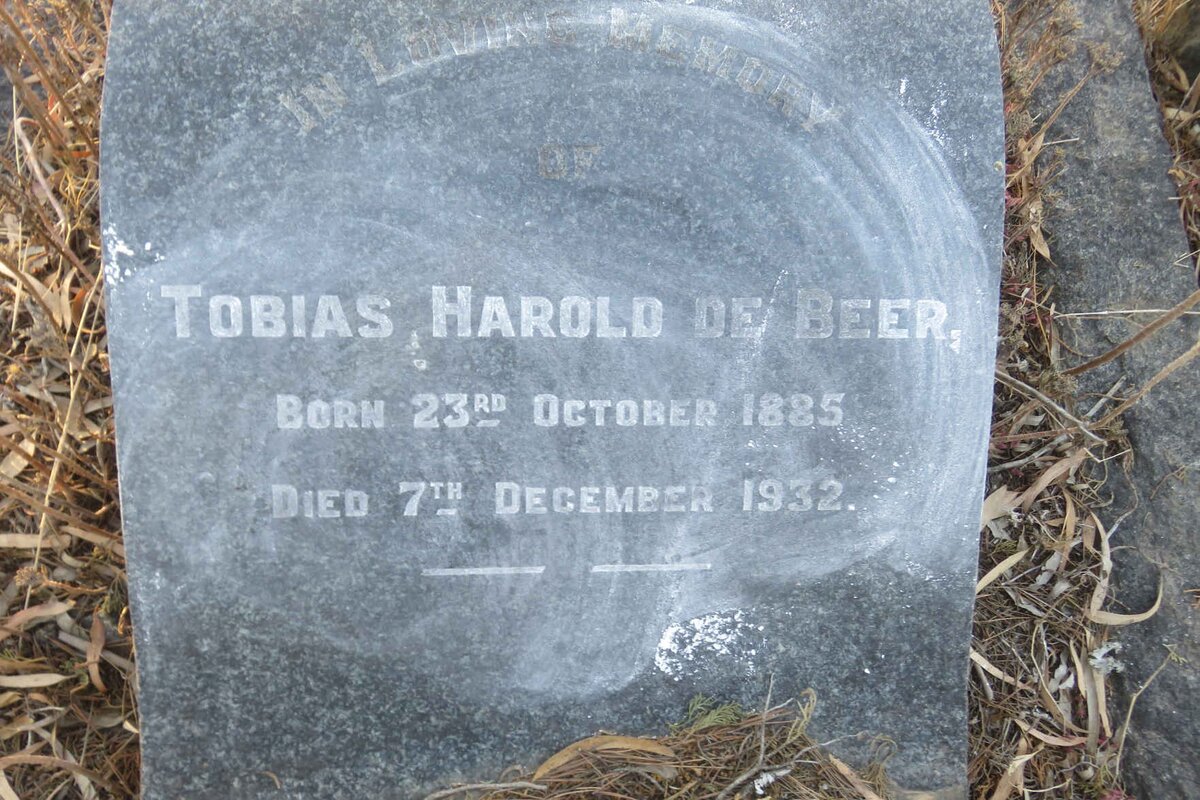 IN LOVING MEMORY
OF
TOBIAS HAROLD DE BEER,
BORN 23RD OCTOBER 1885
DIED 7TH DECEMBER 1932.